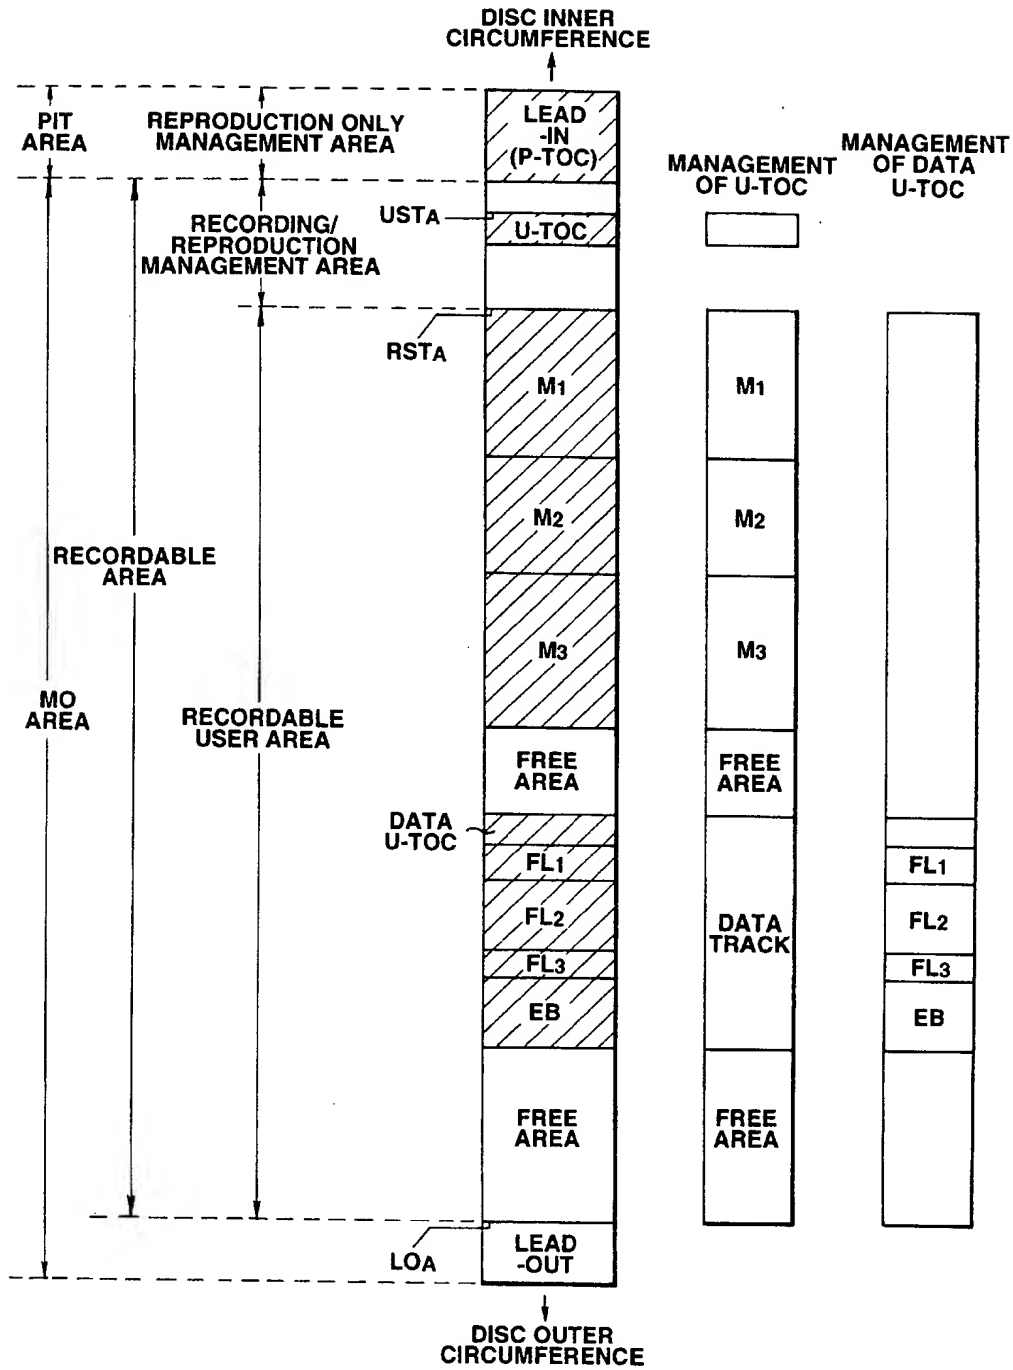 DISC INNER
CIRCUMFERENCE
PIT
AREA
REPRODUCTION ONLY
MANAGEMENT AREA
LEAD
-IN
(P-TOC)
MANAGEMENT
OF U-TOC
MANAGEMENT
OF DATA
U-TOC
USTA
U-TOC
RECORDING/
REPRODUCTION
MANAGEMENT AREA
RSTA
M1
M1
M2
M2
RECORDABLE
AREA
M3
M3
MO
AREA
RECORDABLE
USER AREA
FREE
AREA
FREE
AREA
DATA
U-TOC
FL1
FL1
FL2
DATA
TRACK
FL2
FL3
FL3
EB
EB
FREE
AREA
FREE
AREA
LOA
LEAD
-OUT
DISC OUTER
CIRCUMFERENCE